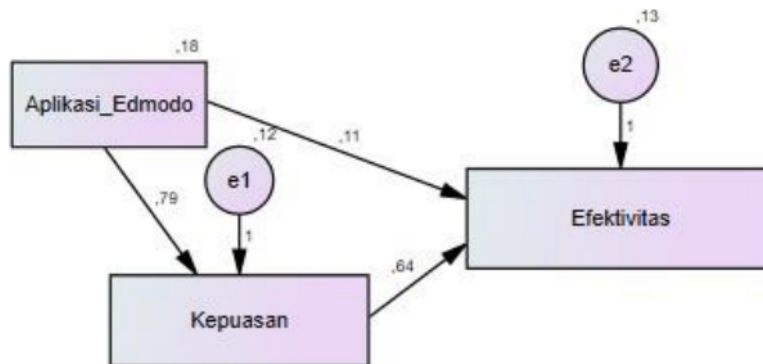 ,13
,18
e2
Aplikasi_Edmodo
,12
,11
1
e1
,79
Efektivitas
1
,64
Kepuasan